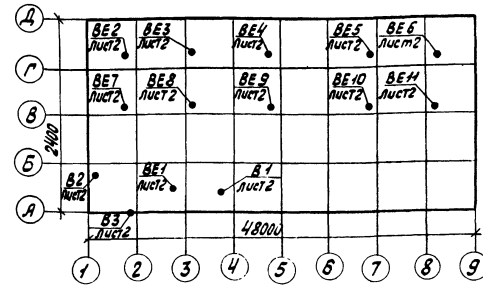 Д
ВЕ2 ВЕ3 ВЕ4 ВЕ5 ВЕ6
лист2 лист2 лист2 лист2 лист2
Г
ВЕ7 ВЕ8 ВЕ9 ВЕ10 ВЕ11
лист2 лист2 лист2 лист2 лист2
В
2400
Б
В2 ВЕ1 В1
лист2 лист2 лист2
А
В3
лист2
48000
1 2 3 4 5 6 7 8 9